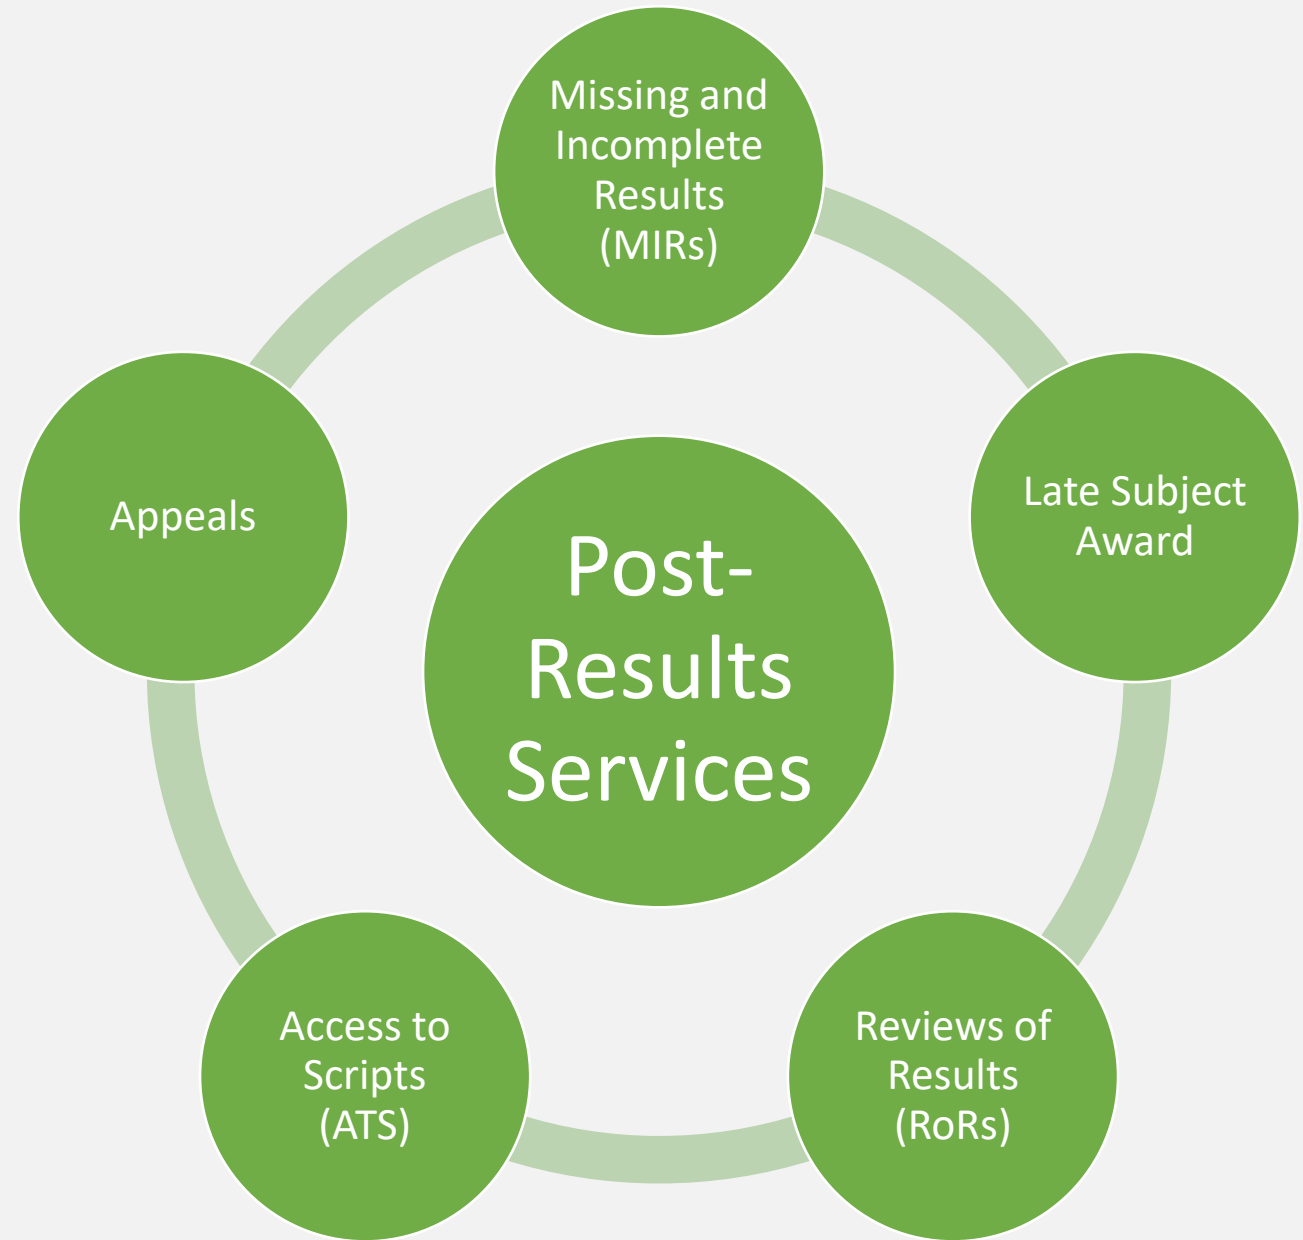 Missing and
Incomplete
Results
(MIRs)
Late Subject
Award
Reviews of
Results
(RoRs)
Access to
Scripts
(ATS)
Appeals
Post-
Results
Services